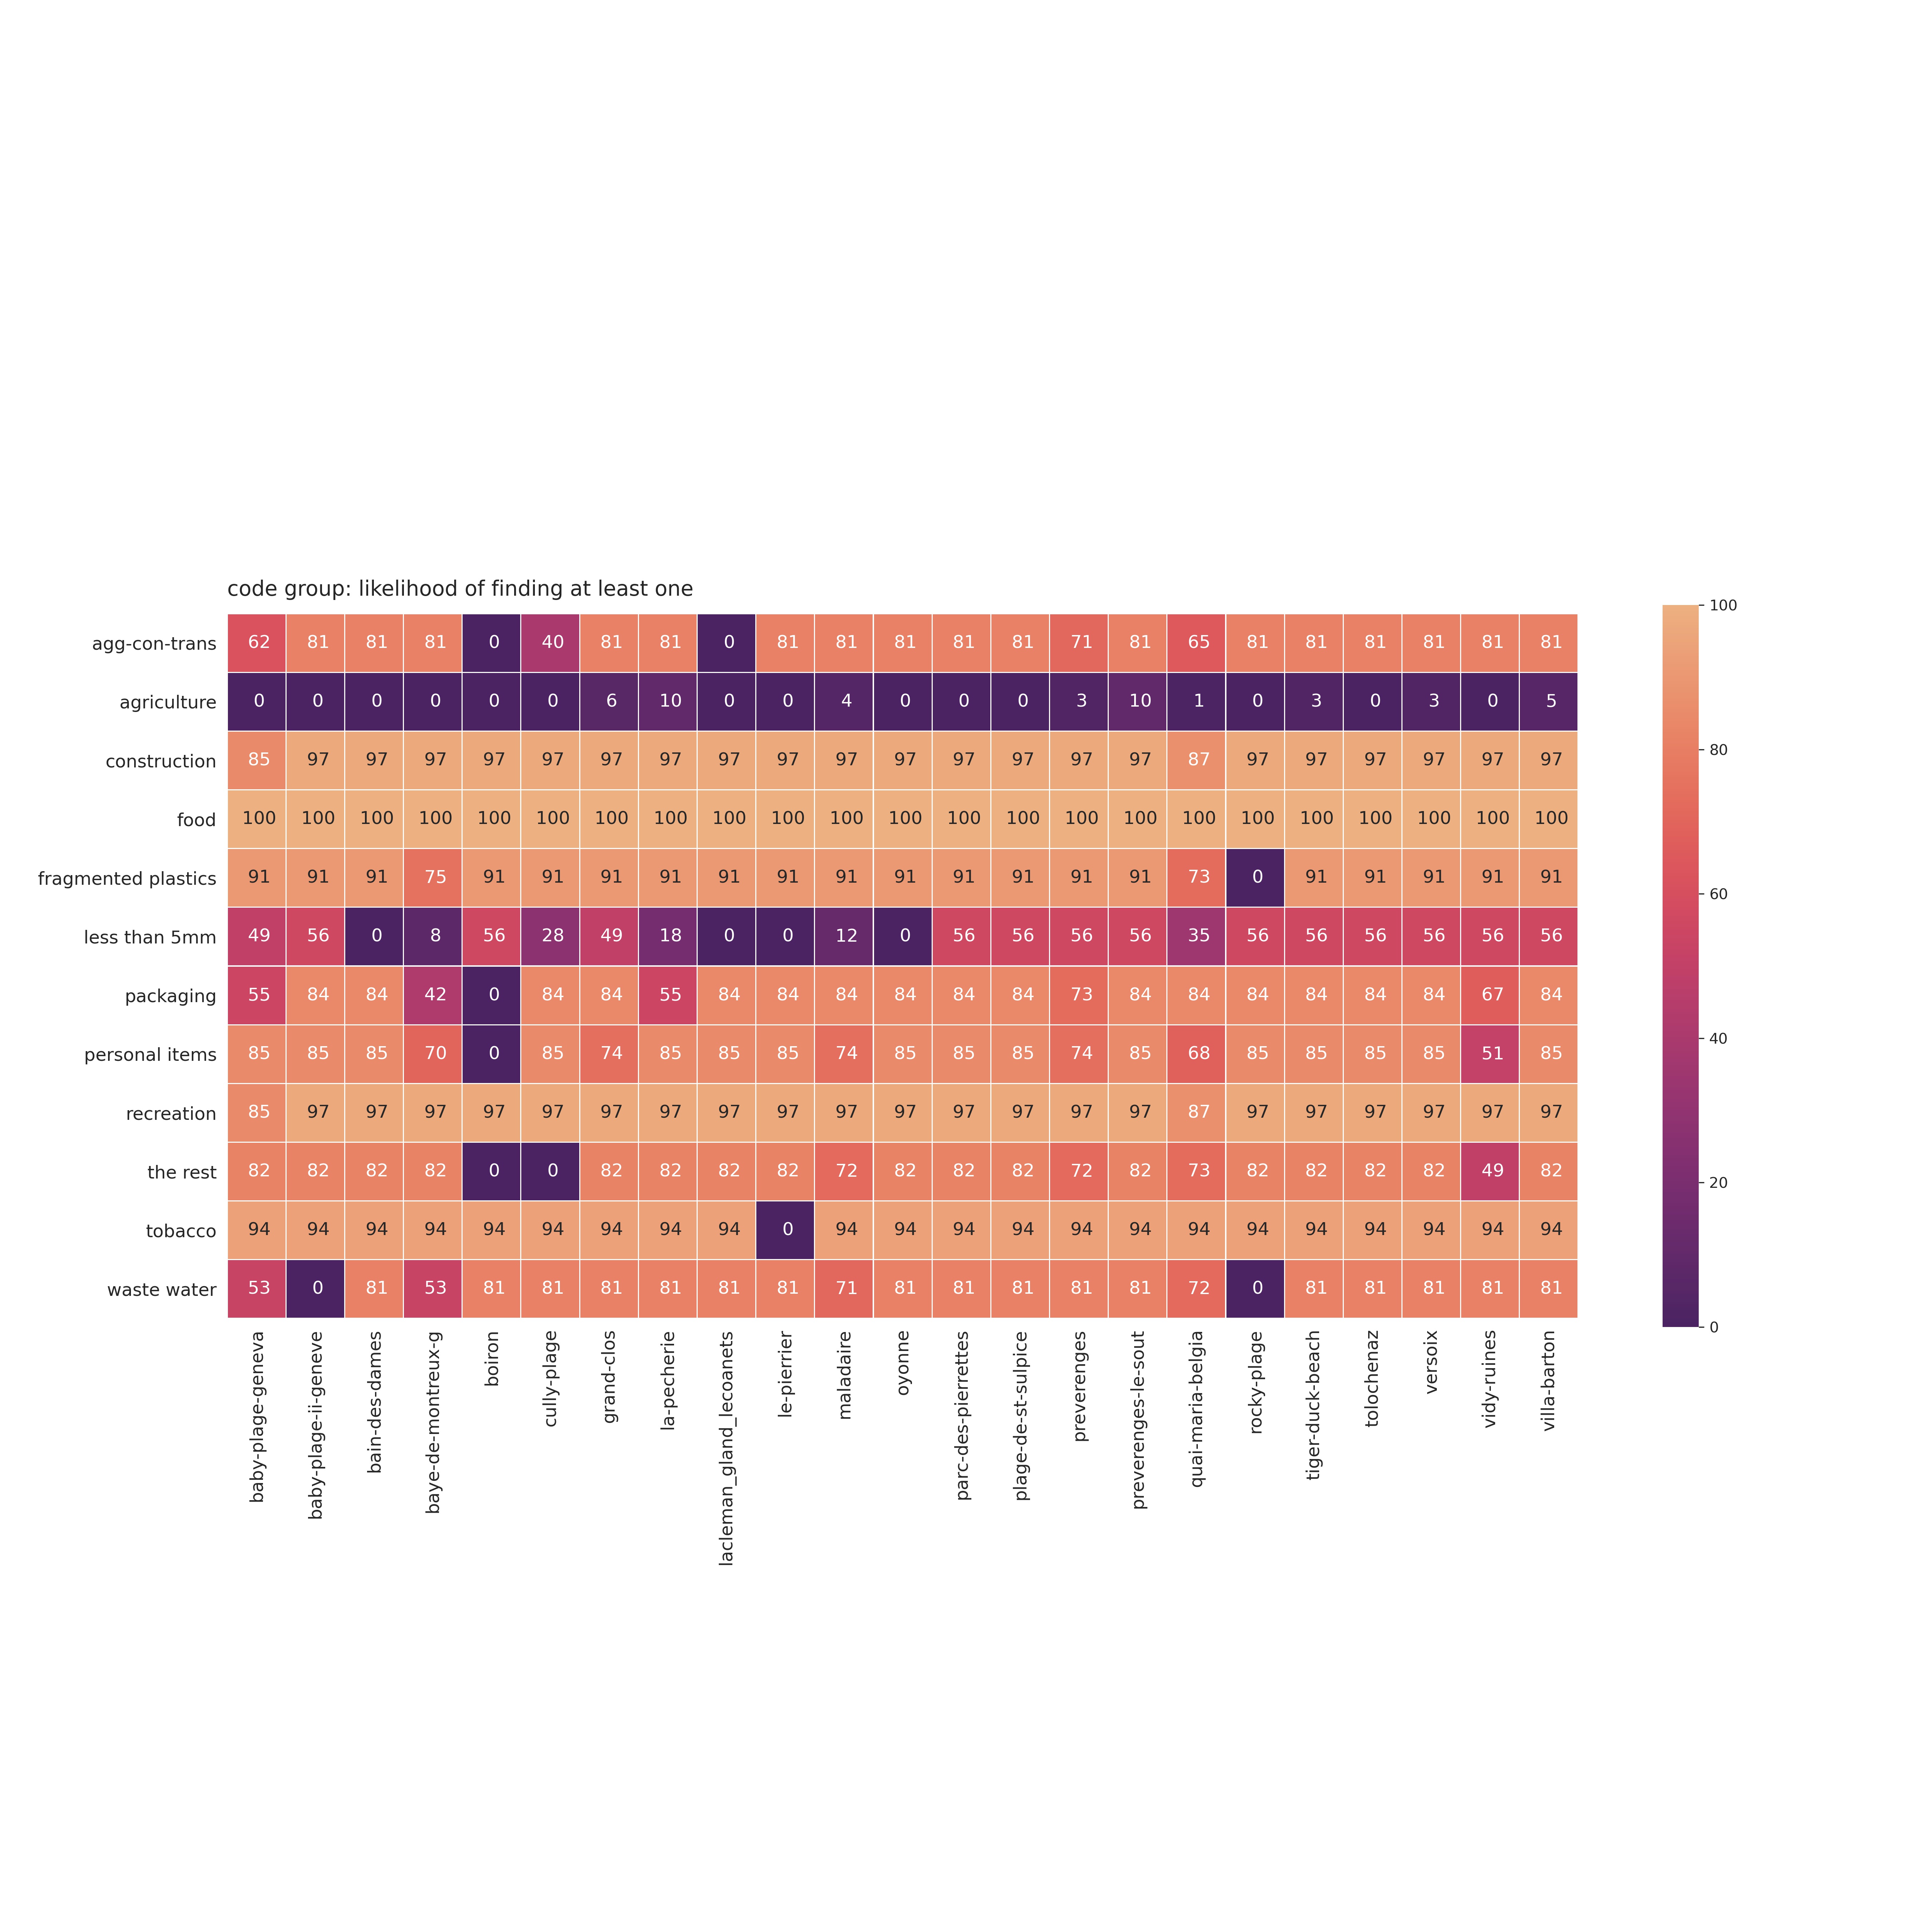 code group: likelihood of finding at least one
agg-con-trans 62 81 81 81 0 40 81 81 0 81 81 81 81 81 71 81 65 81 81 81 81 81 81
agriculture 0 0 0 0 0 0 6 10 0 0 4 0 0 0 3 10 1 0 3 0 3 0 5
construction 85 97 97 97 97 97 97 97 97 97 97 97 97 97 97 97 87 97 97 97 97 97 97
food 100 100 100 100 100 100 100 100 100 100 100 100 100 100 100 100 100 100 100 100 100 100 100
fragmented plastics 91 91 91 75 91 91 91 91 91 91 91 91 91 91 91 91 73 0 91 91 91 91 91
less than 5mm 49 56 0 8 56 28 49 18 0 0 12 0 56 56 56 56 35 56 56 56 56 56 56
packaging 55 84 84 42 0 84 84 55 84 84 84 84 84 84 73 84 84 84 84 84 84 67 84
personal items 85 85 85 70 0 85 74 85 85 85 74 85 85 85 74 85 68 85 85 85 85 51 85
recreation 85 97 97 97 97 97 97 97 97 97 97 97 97 97 97 97 87 97 97 97 97 97 97
the rest 82 82 82 82 0 0 82 82 82 82 72 82 82 82 72 82 73 82 82 82 82 49 82
tobacco 94 94 94 94 94 94 94 94 94 0 94 94 94 94 94 94 94 94 94 94 94 94 94
waste water 53 0 81 53 81 81 81 81 81 81 71 81 81 81 81 81 72 0 81 81 81 81 81
baby-plage-geneva
baby-plage-ii-geneve
bain-des-dames
baye-de-montreux-g
boiron
cully-plage
grand-clos
la-pecherie
lacleman_gland_lecoanets
le-pierrier
maladaire
oyonne
parc-des-pierrettes
plage-de-st-sulpice
preverenges
preverenges-le-sout
quai-maria-belgia
rocky-plage
tiger-duck-beach
tolochenaz
versoix
vidy-ruines
villa-barton
100
80
60
40
20
0